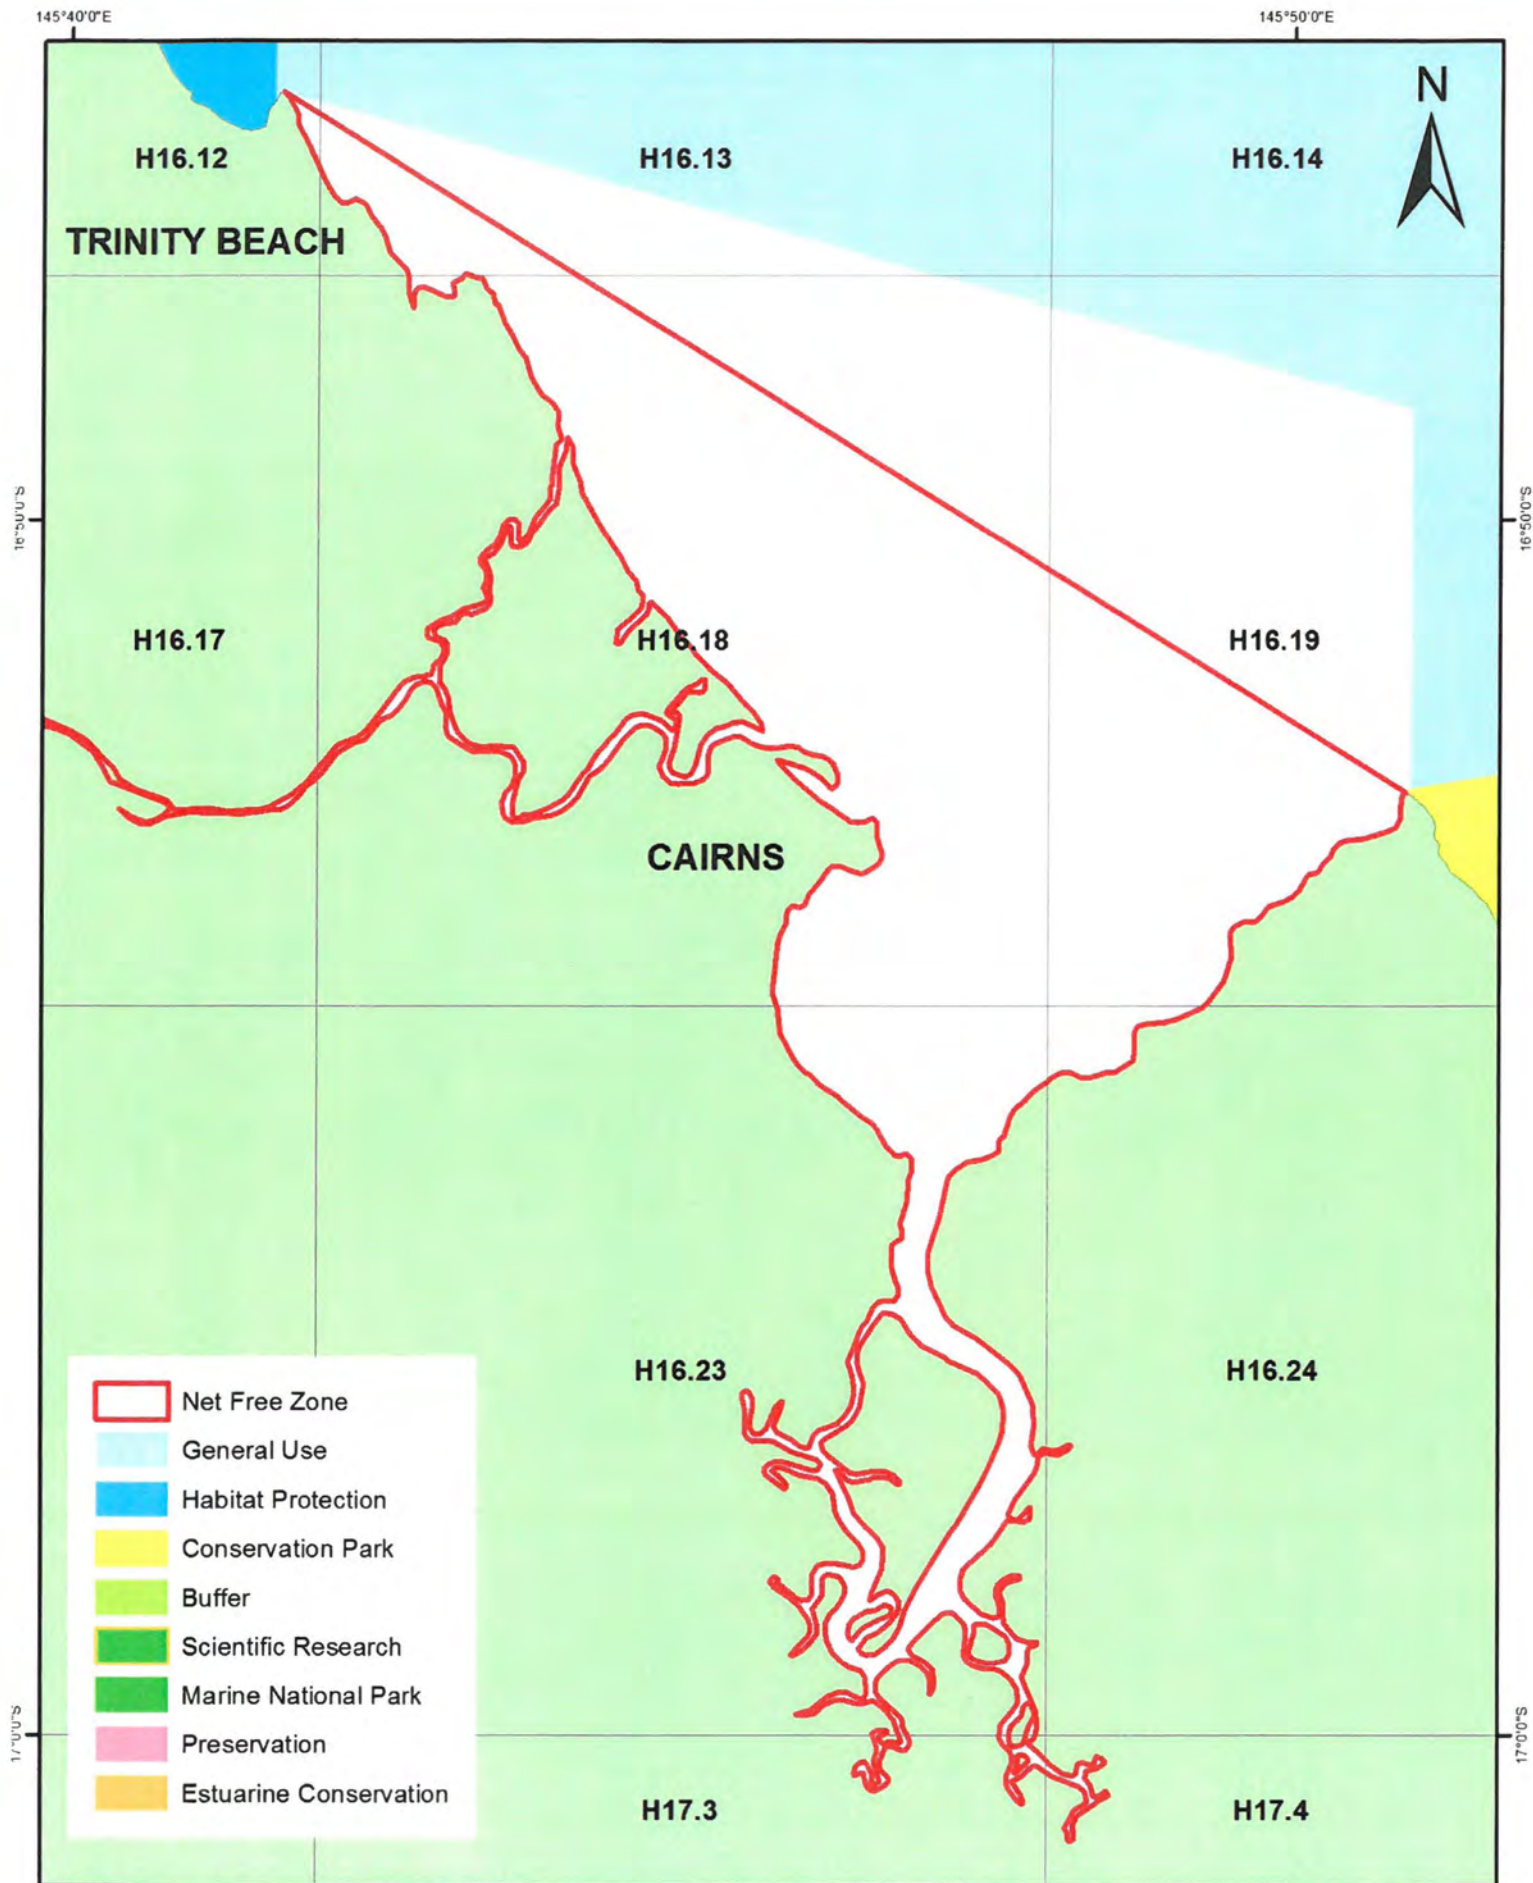 145°40'0"E
145°50'0"E
N
H16.12
H16.13
H16.14
TRINITY BEACH
16°50'0"S
16°50'0"S
H16.17
H16.18
H16.19
CAIRNS
H16.23
H16.24
Net Free Zone
General Use
Habitat Protection
Conservation Park
Buffer
Scientific Research
Marine National Park
Preservation
Estuarine Conservation
17°0'0"S
17°0'0"S
H17.3
H17.4